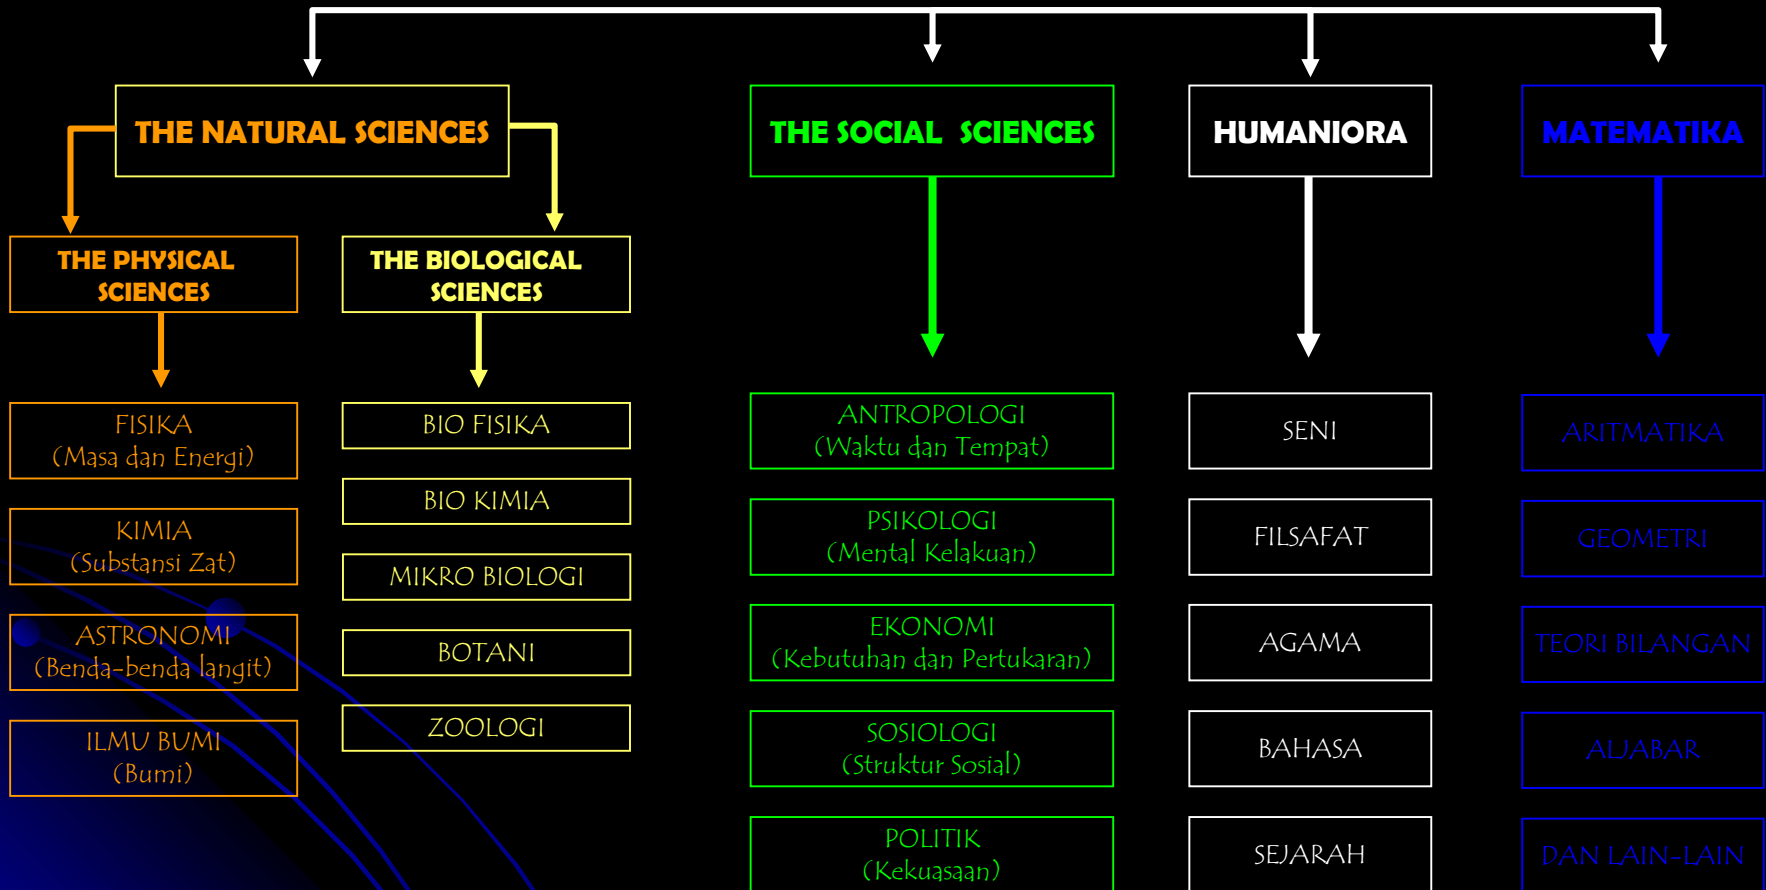 THE NATURAL SCIENCES
THE PHYSICAL
SCIENCES
FISIKA
(Masa dan Energi)
KIMIA
(Substansi Zat)
ASTRONOMI
(Benda-benda langit)
ILMU BUMI
(Bumi)
THE BIOLOGICAL
SCIENCES
BIO FISIKA
BIO KIMIA
MIKRO BIOLOGI
BOTANI
ZOOLOGI
THE SOCIAL SCIENCES
ANTROPOLOGI
(Waktu dan Tempat)
PSIKOLOGI
(Mental Kelakuan)
EKONOMI
(Kebutuhan dan Pertukaran)
SOSIOLOGI
(Struktur Sosial)
POLITIK
(Kekuasaan)
HUMANIORA
SENI
FILSAFAT
AGAMA
BAHASA
SEJARAH
MATEMATIKA
ARITMATIKA
GEOMETRI
TEORI BILANGAN
ALJABAR
DAN LAIN-LAIN